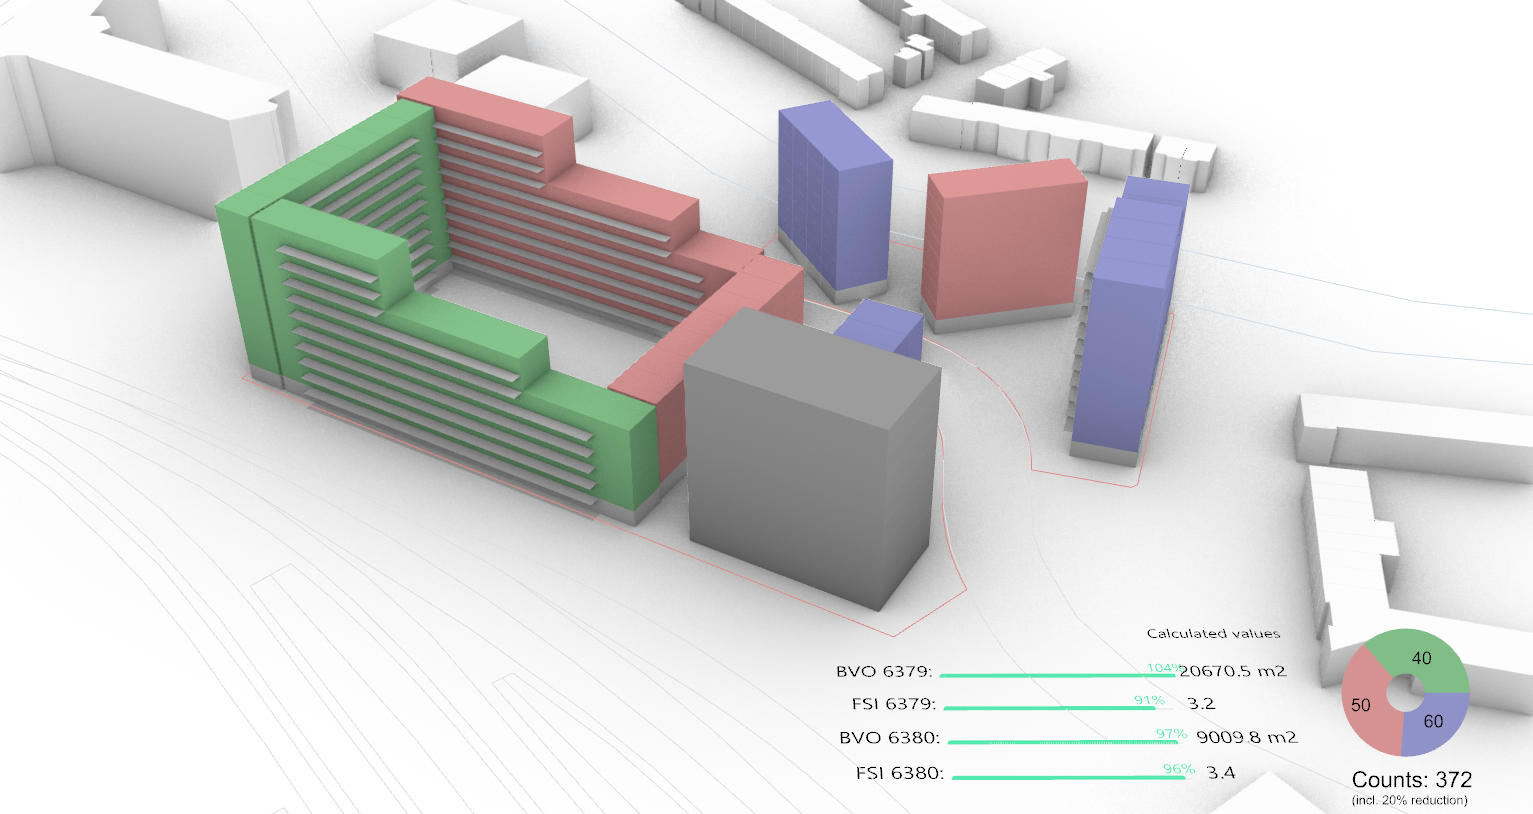 Calculated values
BVO 6379: 104% 20670.5 m2
FSI 6379: 91% 3.2
BVO 6380: 97% 9009.8 m2
FSI 6380: 96% 3.4
40
50
60
Counts: 372
(incl. 20% reduction)